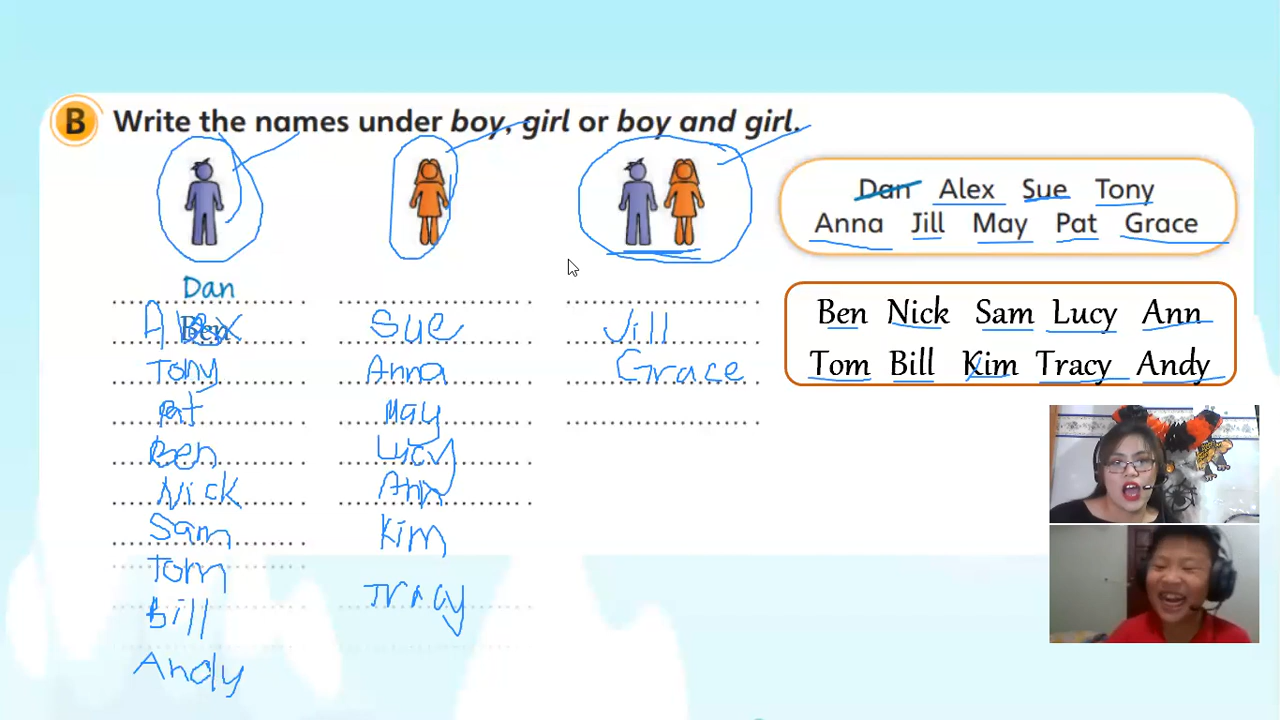 B Write the names under boy, girl or boy and girl.
Dan Alex Sue Tony
Anna Jill May Pat Grace
Ben Nick Sam Lucy Ann
Tom Bill Kim Tracy Andy
Dan
Alex
Ben
Tony
Pat
Ben
Nick
Sam
Tom
Bill
Andy
Sue
Anna
May
Lucy
Ann
Kim
Tracy
Jill
Grace